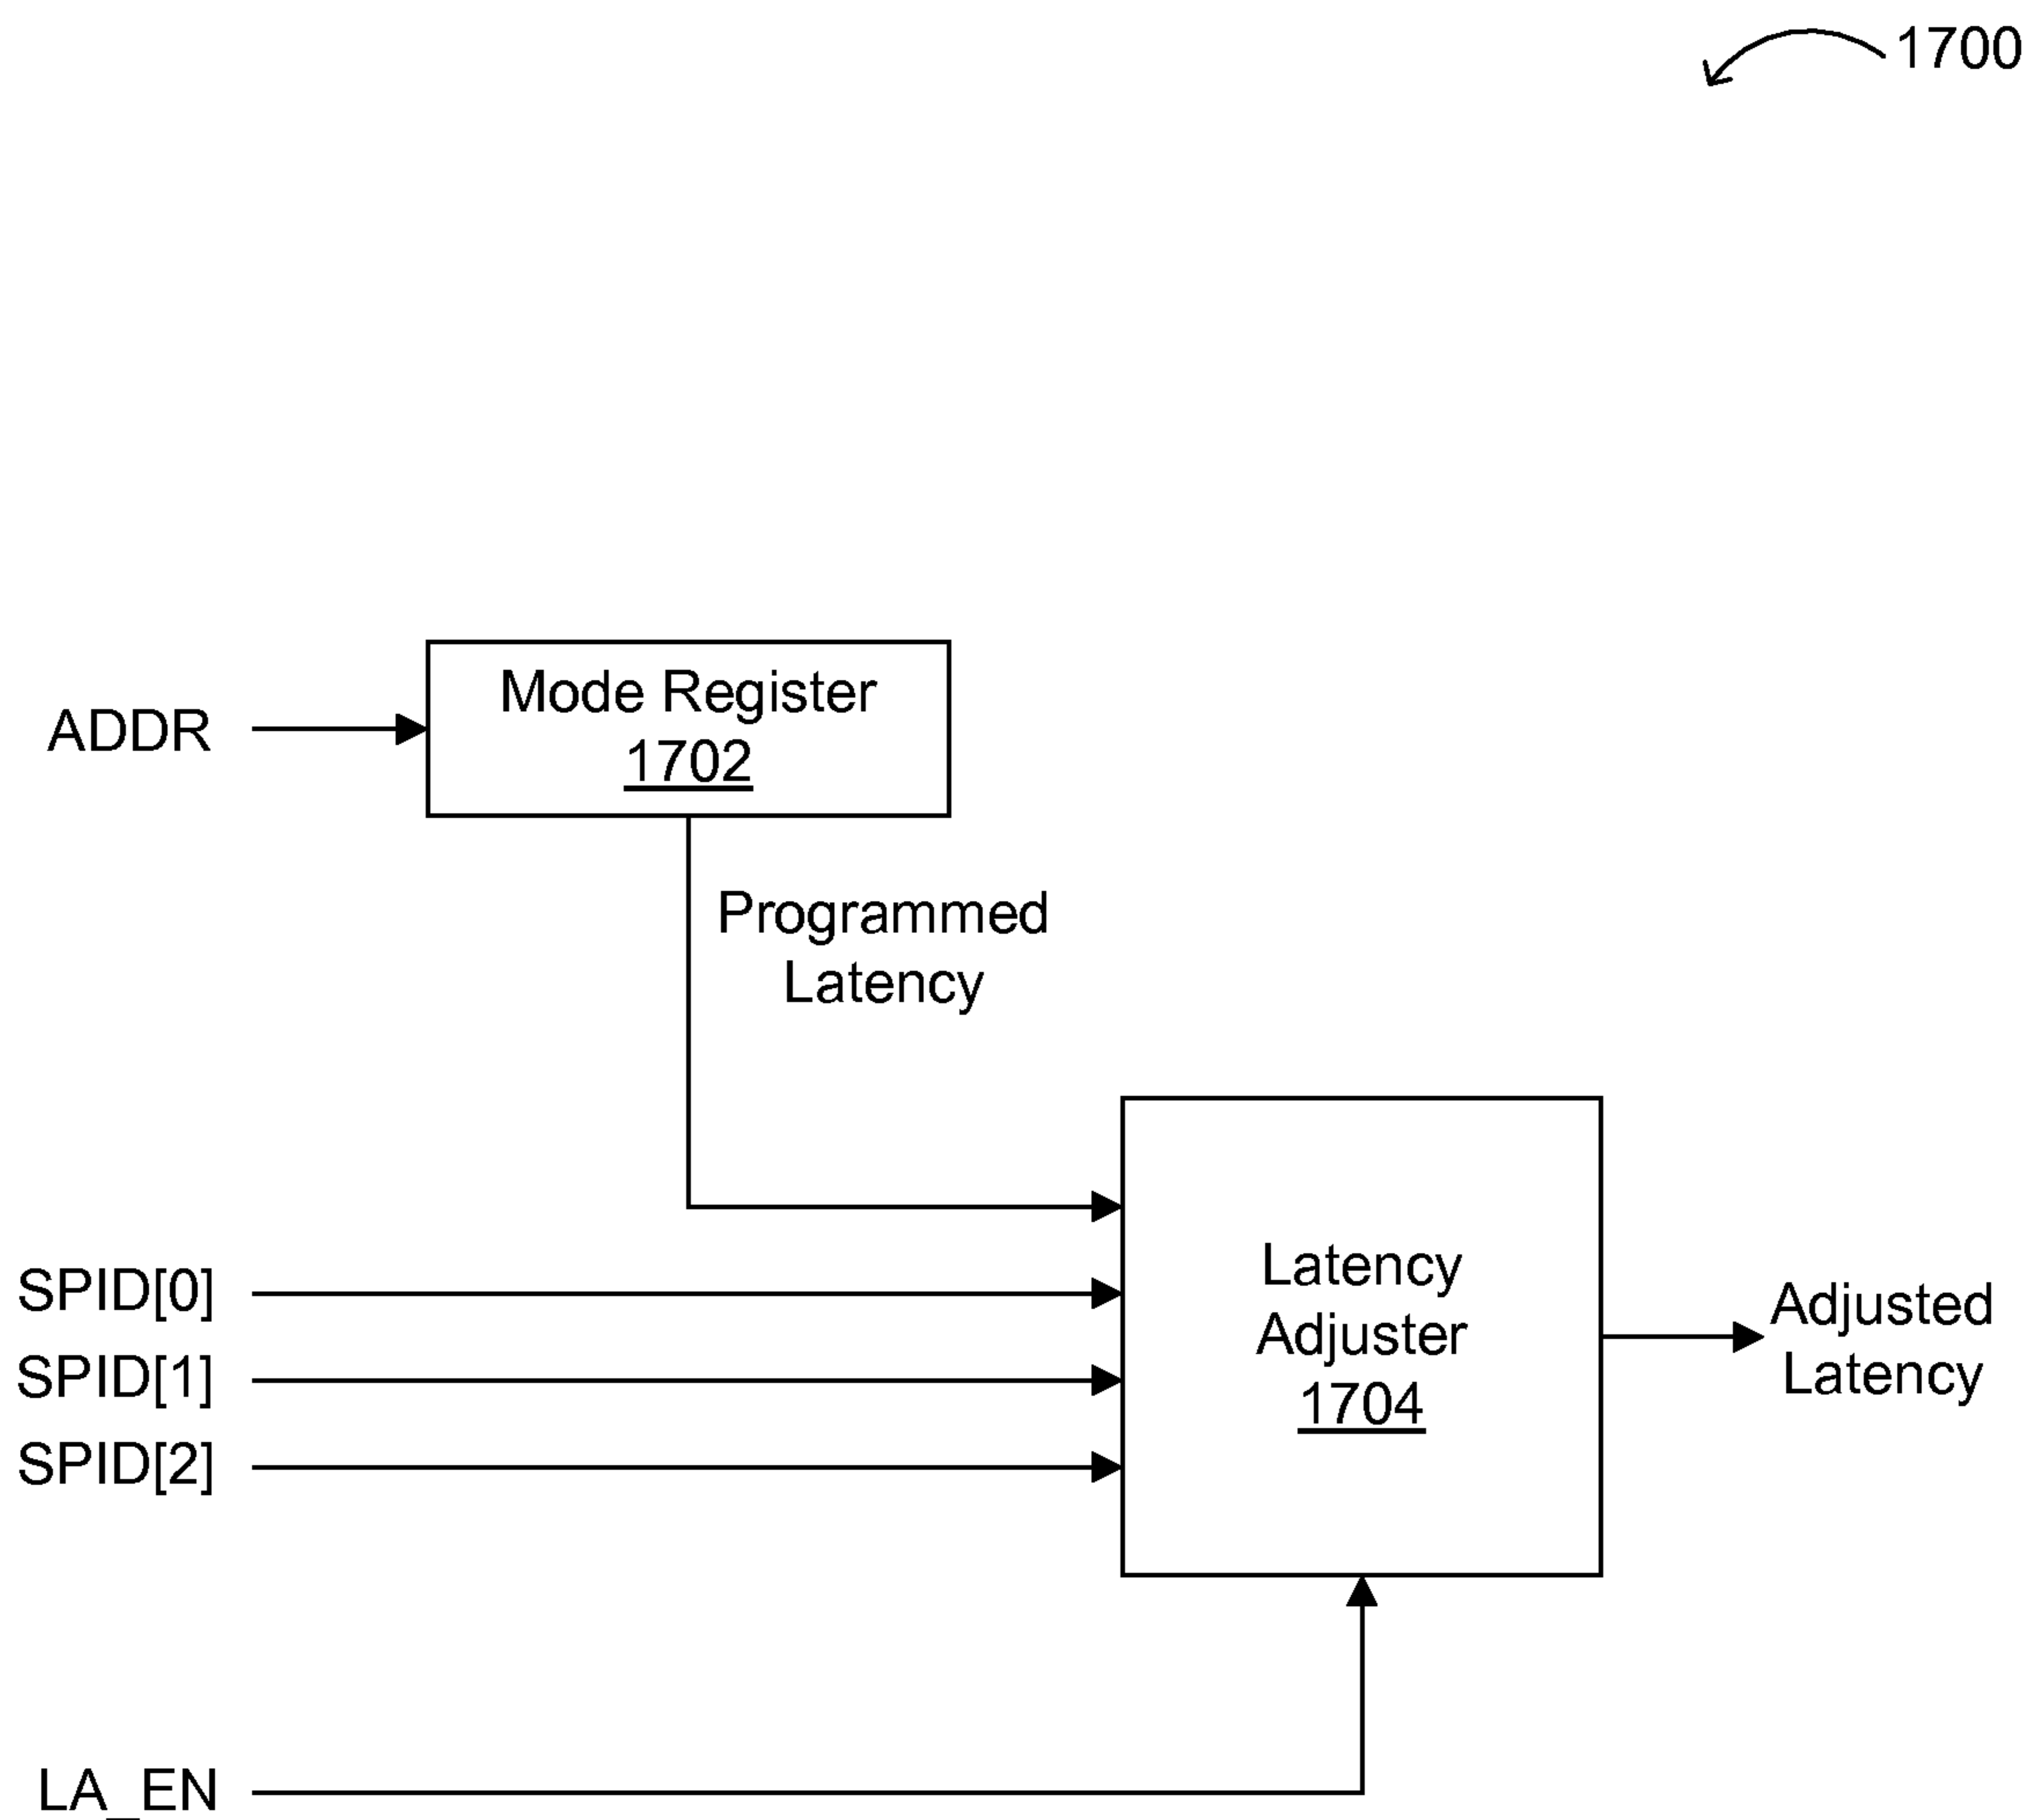 1700
Mode Register
1702
ADDR
Programmed
Latency
Latency
Adjuster
1704
SPID[0]
SPID[1]
SPID[2]
Adjusted
Latency
LA_EN